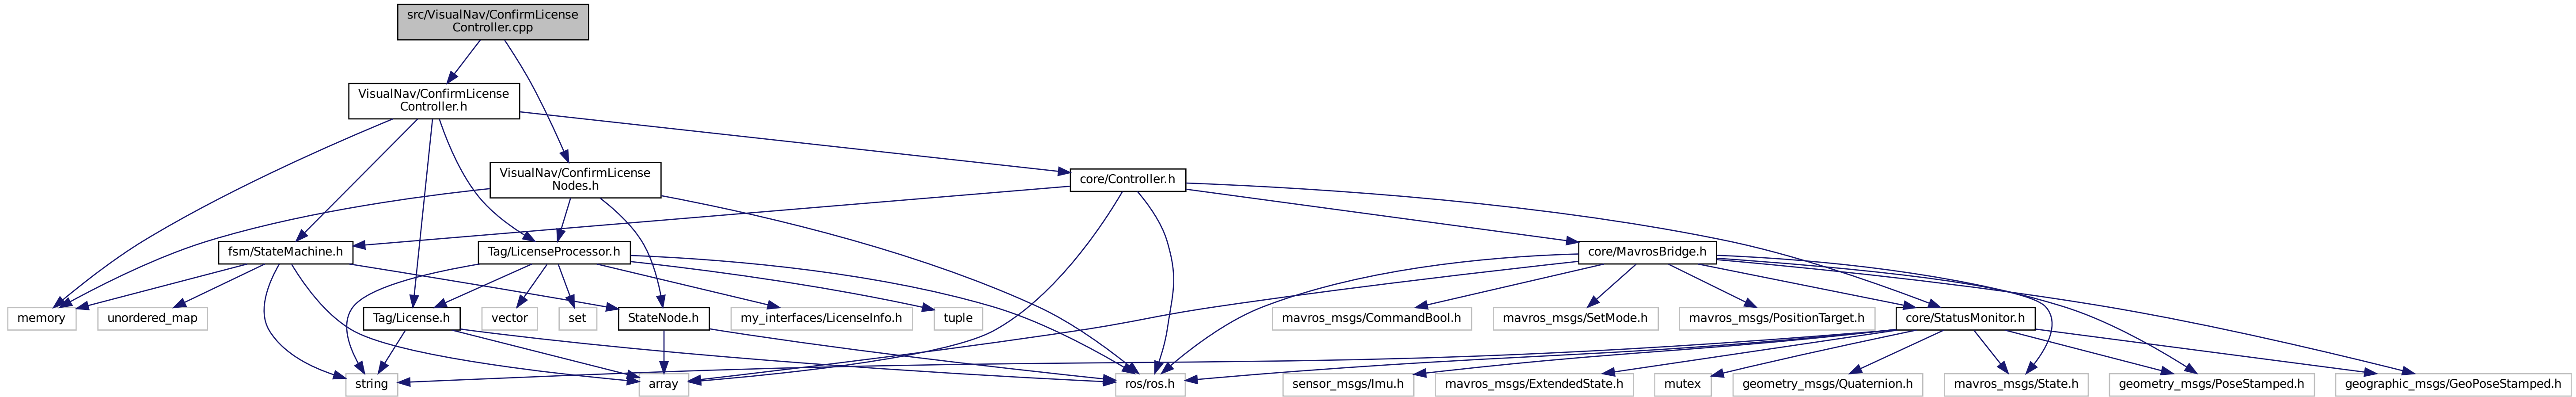 src/VisualNav/ConfirmLicense
Controller.cpp
VisualNav/ConfirmLicense
Controller.h
VisualNav/ConfirmLicense
Nodes.h
core/Controller.h
fsm/StateMachine.h
Tag/LicenseProcessor.h
core/MavrosBridge.h
memory
unordered_map
Tag/License.h
vector
set
StateNode.h
my_interfaces/LicenseInfo.h
tuple
mavros_msgs/CommandBool.h
mavros_msgs/SetMode.h
mavros_msgs/PositionTarget.h
core/StatusMonitor.h
string
array
ros/ros.h
sensor_msgs/Imu.h
mavros_msgs/ExtendedState.h
mutex
geometry_msgs/Quaternion.h
mavros_msgs/State.h
geometry_msgs/PoseStamped.h
geographic_msgs/GeoPoseStamped.h